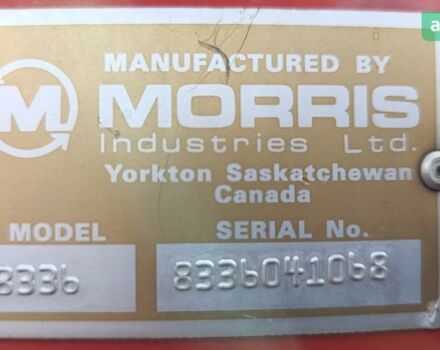 MANUFACTURED BY
M MORRIS
Industries Ltd.
Yorkton Saskatchewan
Canada
MODEL SERIAL No.
8336 8336041068